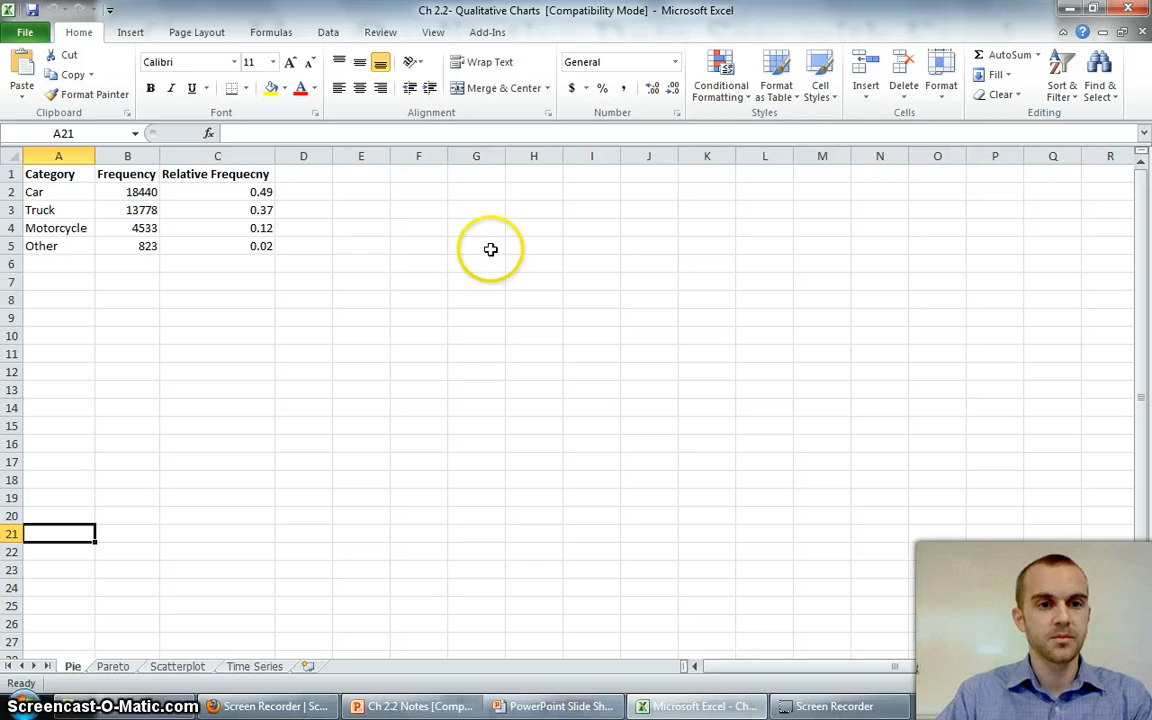 Ch 2.2- Qualitative Charts [Compatibility Mode] - Microsoft Excel
File Home Insert Page Layout Formulas Data Review View Add-Ins
Paste Cut Copy Format Painter Clipboard
Calibri 11 B I U A Font
Wrap Text Merge & Center Alignment
General $ % , Number
Conditional Formatting Format as Table Cell Styles Styles
Insert Delete Format Cells
Σ AutoSum Fill Clear Sort & Filter Find & Select Editing
A21 fx
A B C D E F G H I J K L M N O P Q R
1 Category Frequency Relative Frequecny
2 Car 18440 0.49
3 Truck 13778 0.37
4 Motorcycle 4533 0.12
5 Other 823 0.02
6
7
8
9
10
11
12
13
14
15
16
17
18
19
20
21
22
23
24
25
26
27
Pie Pareto Scatterplot Time Series
Ready
Screencast-O-Matic.com Screen Recorder | Sc... Ch 2.2 Notes [Comp... PowerPoint Slide Sh... Microsoft Excel - Ch... Screen Recorder